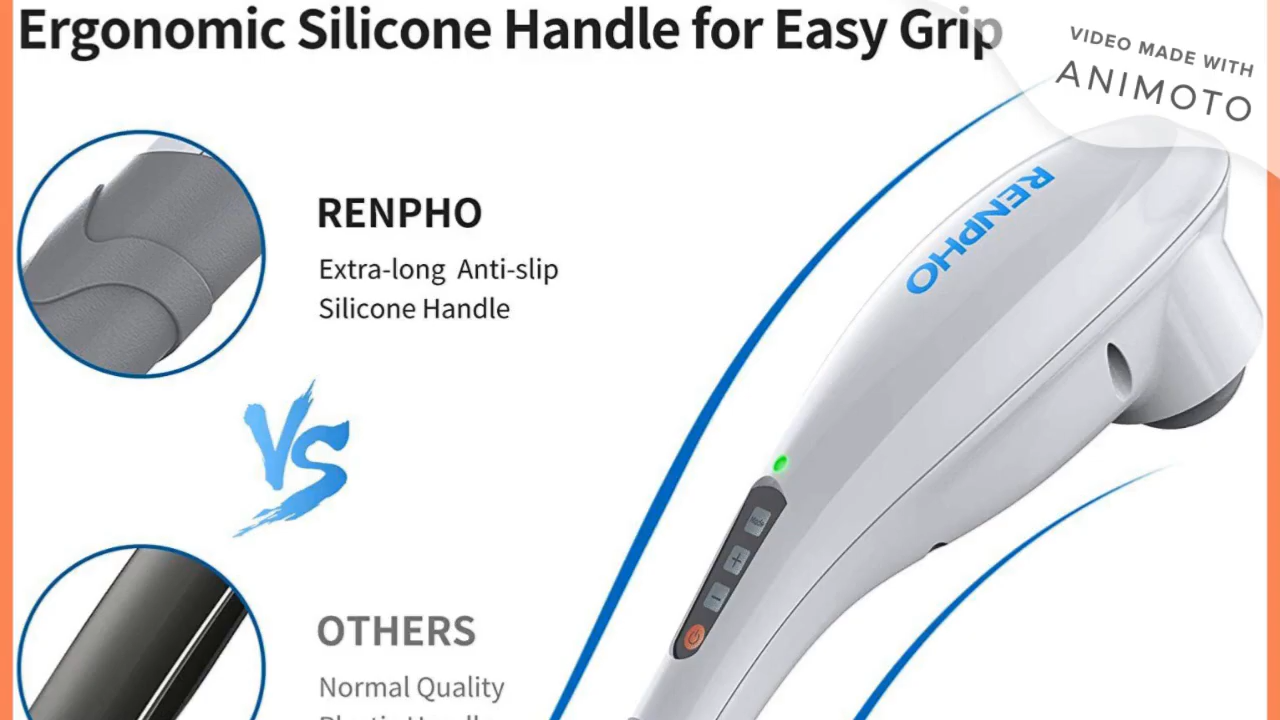 Ergonomic Silicone Handle for Easy Grip
VIDEO MADE WITH
ANIMOTO
RENPHO
RENPHO
Extra-long Anti-slip
Silicone Handle
VS
OTHERS
Normal Quality